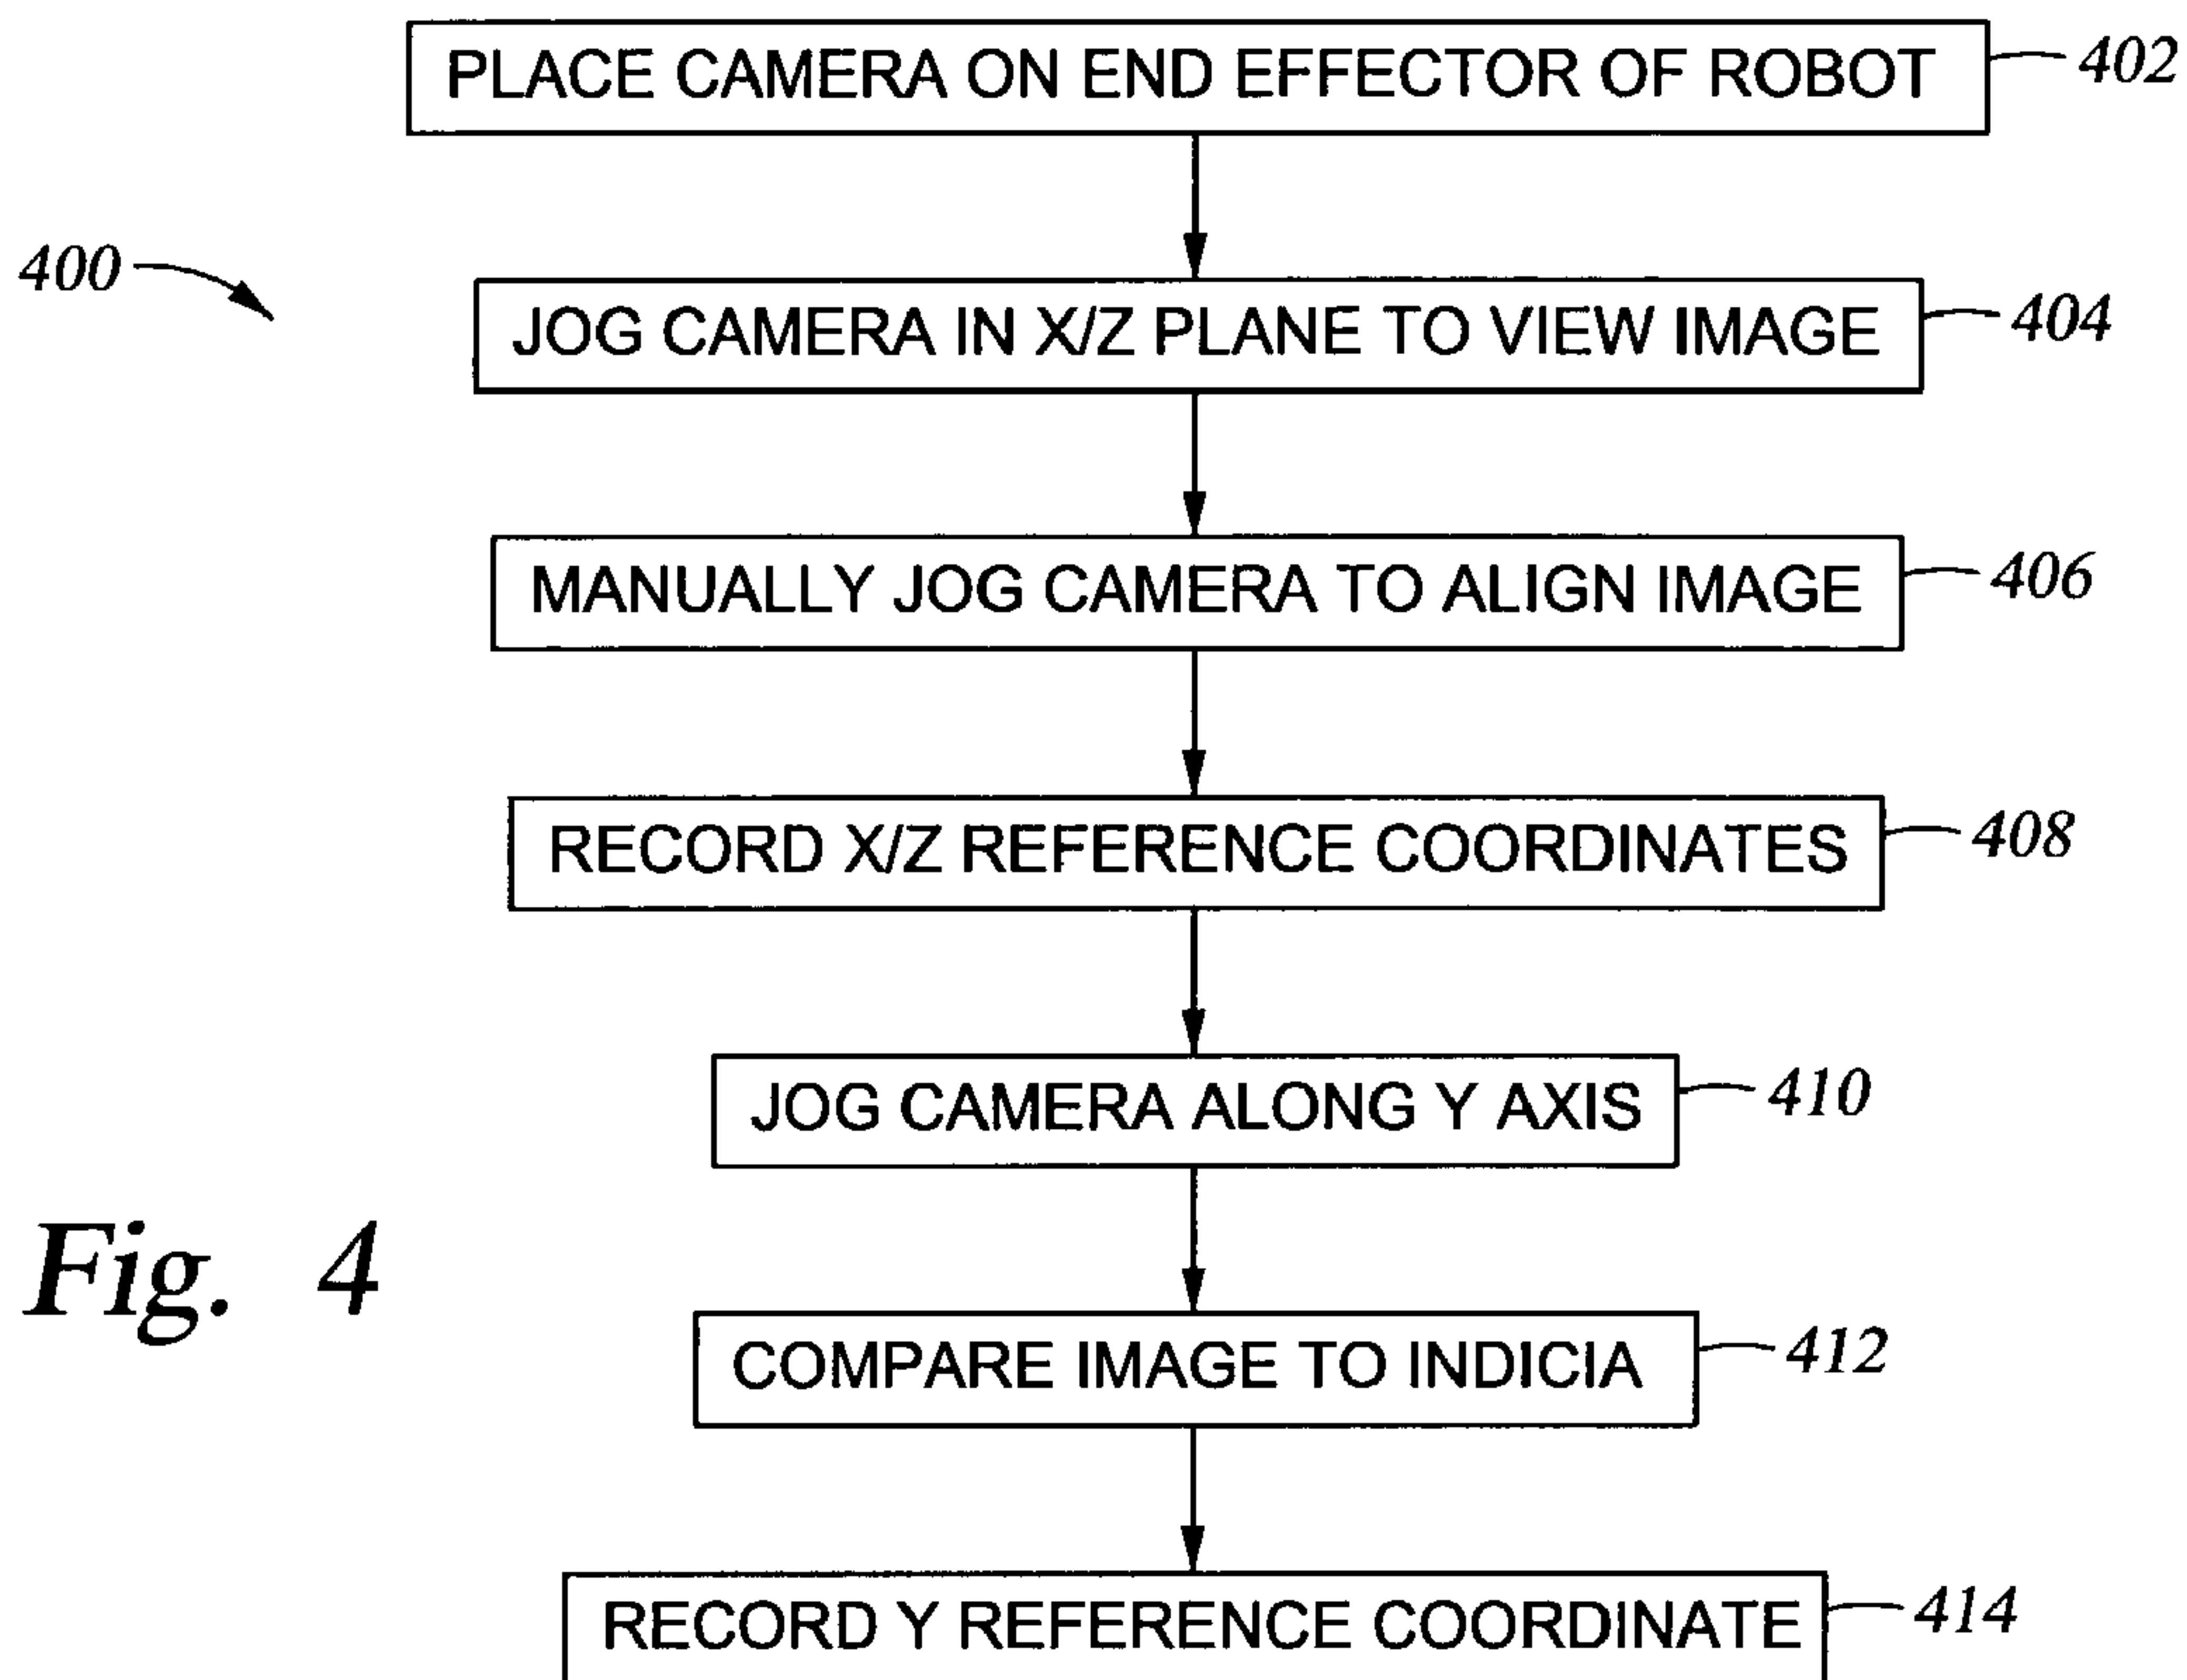 PLACE CAMERA ON END EFFECTOR OF ROBOT 402
400
JOG CAMERA IN X/Z PLANE TO VIEW IMAGE 404
MANUALLY JOG CAMERA TO ALIGN IMAGE 406
RECORD X/Z REFERENCE COORDINATES 408
JOG CAMERA ALONG Y AXIS 410
Fig. 4
COMPARE IMAGE TO INDICIA 412
RECORD Y REFERENCE COORDINATE 414